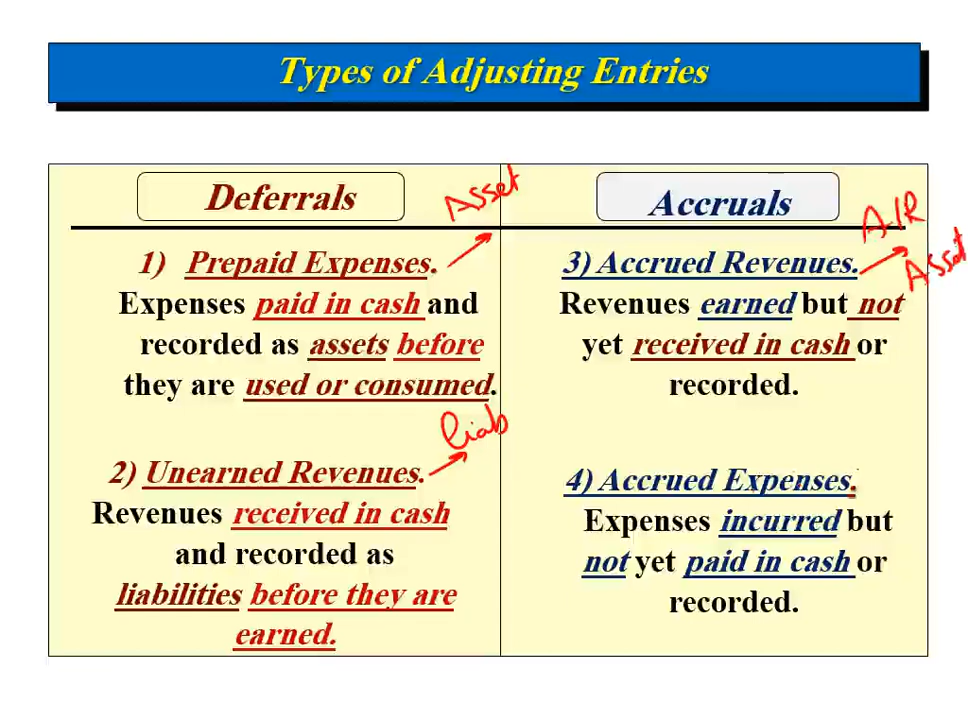 Types of Adjusting Entries
Deferrals
Asset
1) Prepaid Expenses.
Expenses paid in cash and
recorded as assets before
they are used or consumed.
Liab
2) Unearned Revenues.
Revenues received in cash
and recorded as
liabilities before they are
earned.
Accruals
A/R
Asset
3) Accrued Revenues.
Revenues earned but not
yet received in cash or
recorded.
4) Accrued Expenses.
Expenses incurred but
not yet paid in cash or
recorded.